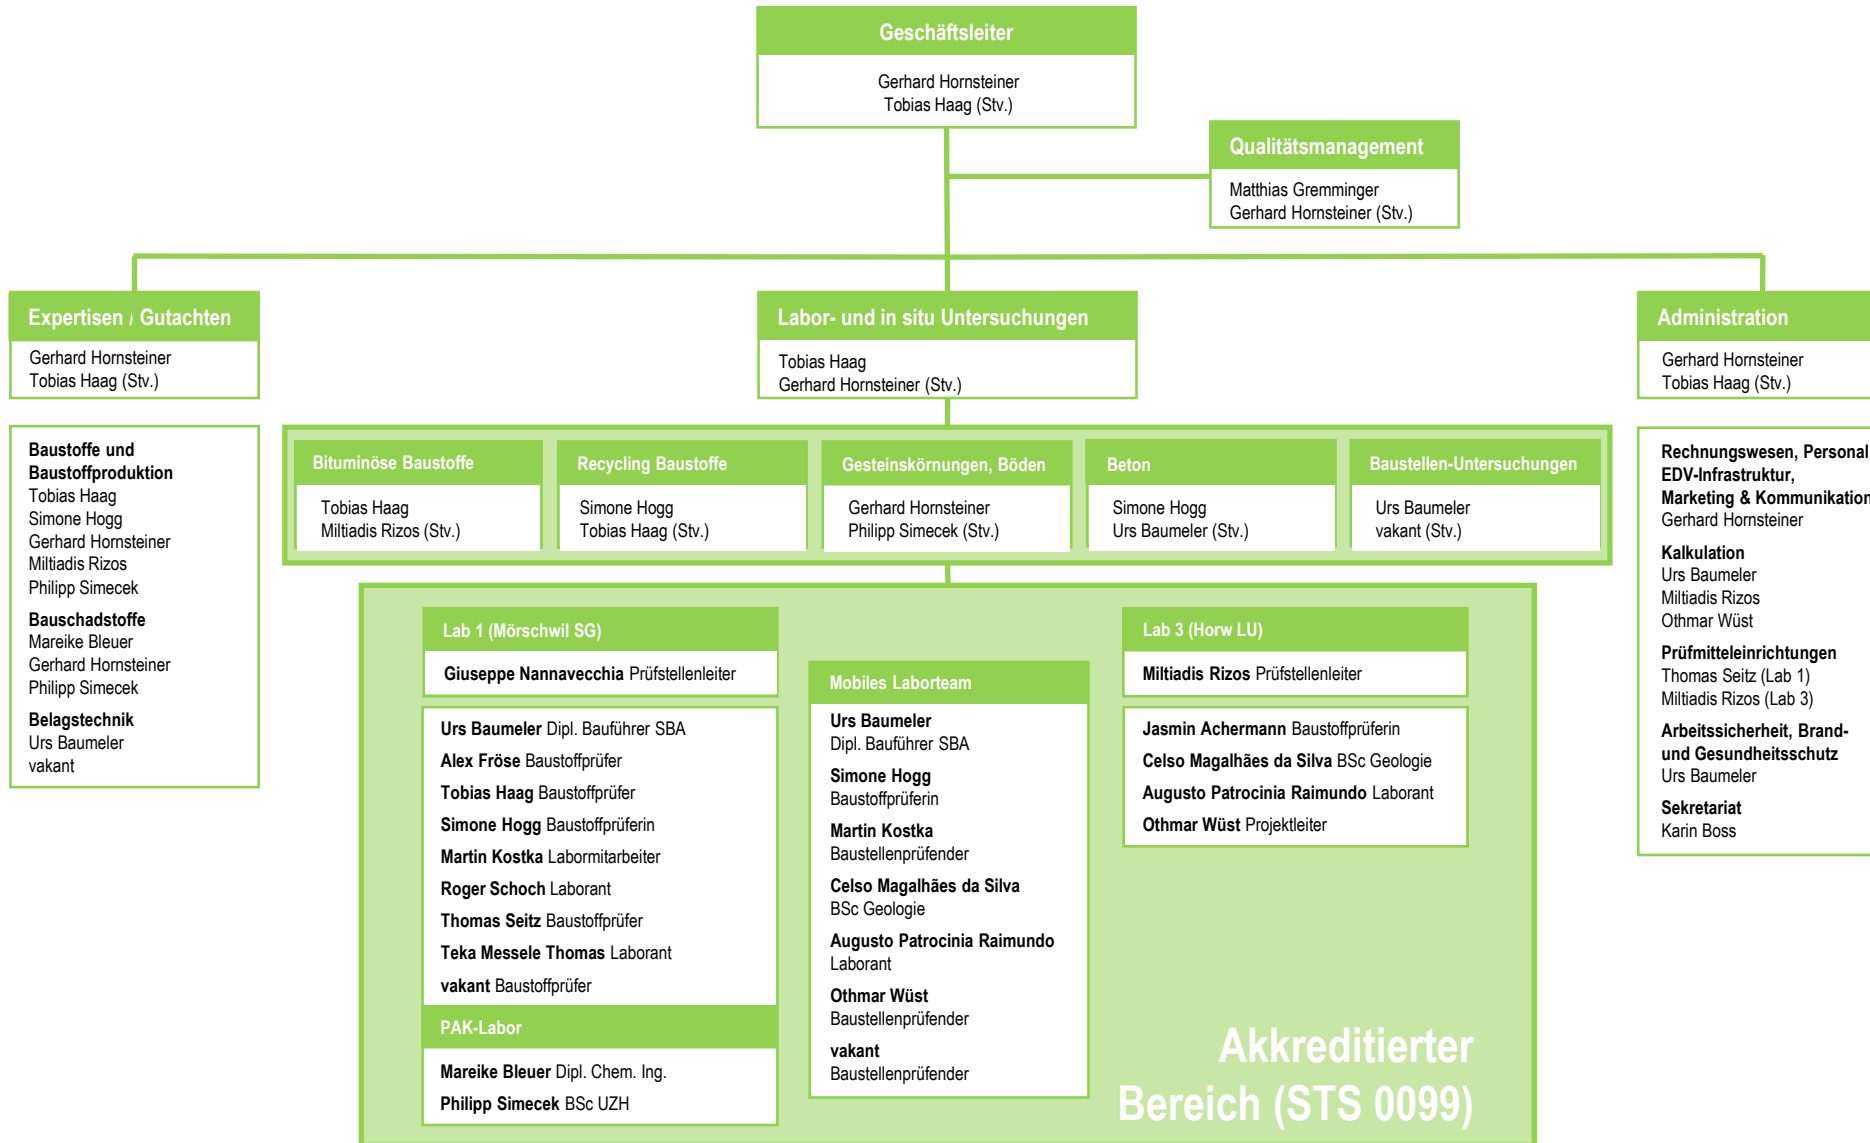 Geschäftsleiter
Gerhard Hornsteiner
Tobias Haag (Stv.)
Qualitätsmanagement
Matthias Gremminger
Gerhard Hornsteiner (Stv.)
Expertisen / Gutachten
Gerhard Hornsteiner
Tobias Haag (Stv.)
Baustoffe und
Baustoffproduktion
Tobias Haag
Simone Hogg
Gerhard Hornsteiner
Miltiadis Rizos
Philipp Simecek
Bauschadstoffe
Mareike Bleuer
Gerhard Hornsteiner
Philipp Simecek
Belagstechnik
Urs Baumeler
vakant
Labor- und in situ Untersuchungen
Tobias Haag
Gerhard Hornsteiner (Stv.)
Bituminöse Baustoffe
Tobias Haag
Miltiadis Rizos (Stv.)
Recycling Baustoffe
Simone Hogg
Tobias Haag (Stv.)
Gesteinskörnungen, Böden
Gerhard Hornsteiner
Philipp Simecek (Stv.)
Beton
Simone Hogg
Urs Baumeler (Stv.)
Baustellen-Untersuchungen
Urs Baumeler
vakant (Stv.)
Lab 1 (Mörschwil SG)
Giuseppe Nannavecchia Prüfstellenleiter
Urs Baumeler Dipl. Bauführer SBA
Alex Fröse Baustoffprüfer
Tobias Haag Baustoffprüfer
Simone Hogg Baustoffprüferin
Martin Kostka Labormitarbeiter
Roger Schoch Laborant
Thomas Seitz Baustoffprüfer
Teka Messele Thomas Laborant
vakant Baustoffprüfer
PAK-Labor
Mareike Bleuer Dipl. Chem. Ing.
Philipp Simecek BSc UZH
Mobiles Laborteam
Urs Baumeler
Dipl. Bauführer SBA
Simone Hogg
Baustoffprüferin
Martin Kostka
Baustellenprüfender
Celso Magalhães da Silva
BSc Geologie
Augusto Patrocinia Raimundo
Laborant
Othmar Wüst
Baustellenprüfender
vakant
Baustellenprüfender
Lab 3 (Horw LU)
Miltiadis Rizos Prüfstellenleiter
Jasmin Achermann Baustoffprüferin
Celso Magalhães da Silva BSc Geologie
Augusto Patrocinia Raimundo Laborant
Othmar Wüst Projektleiter
Akkreditierter
Bereich (STS 0099)
Administration
Gerhard Hornsteiner
Tobias Haag (Stv.)
Rechnungswesen, Personal
EDV-Infrastruktur,
Marketing & Kommunikation
Gerhard Hornsteiner
Kalkulation
Urs Baumeler
Miltiadis Rizos
Othmar Wüst
Prüfmitteleinrichtungen
Thomas Seitz (Lab 1)
Miltiadis Rizos (Lab 3)
Arbeitssicherheit, Brand-
und Gesundheitsschutz
Urs Baumeler
Sekretariat
Karin Boss